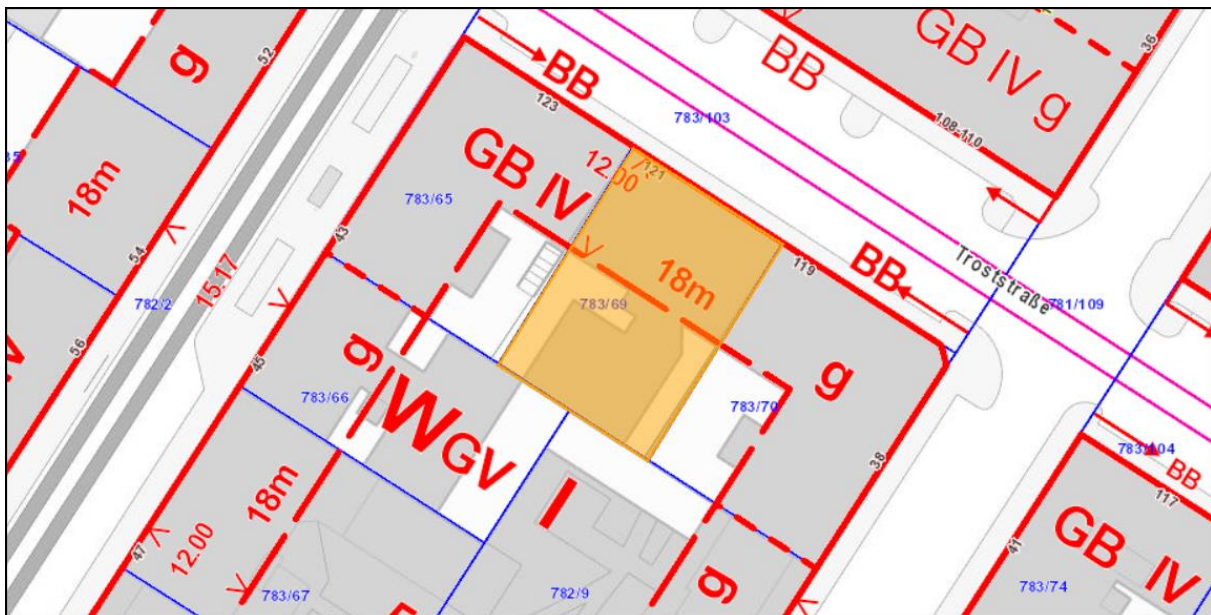 52
g
BB
BB
GB IV g
36
123
783/103
108-110
GB IV
12.00
121
18m
783/65
43
18m
119
BB
Troststraße
781/109
54
782/2
15.17
783/69
g
56
45
g
783/66
W
GV
783/70
783/104
BB
38
117
I
18m
GB IV
12.00
47
g
41
783/74
783/67
782/9